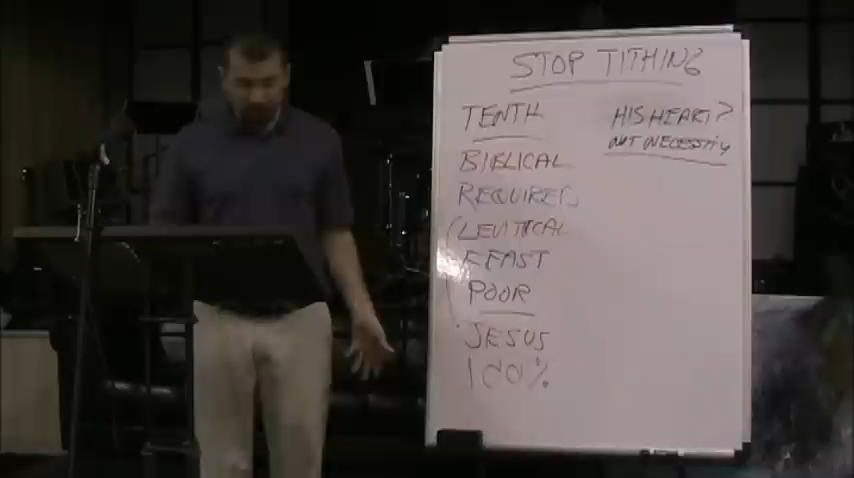 STOP TITHING
TENTH
BIBLICAL
REQUIRED
(LEVITICAL
FEAST
POOR
JESUS
100%
HIS HEART?
NOT NECESSITY